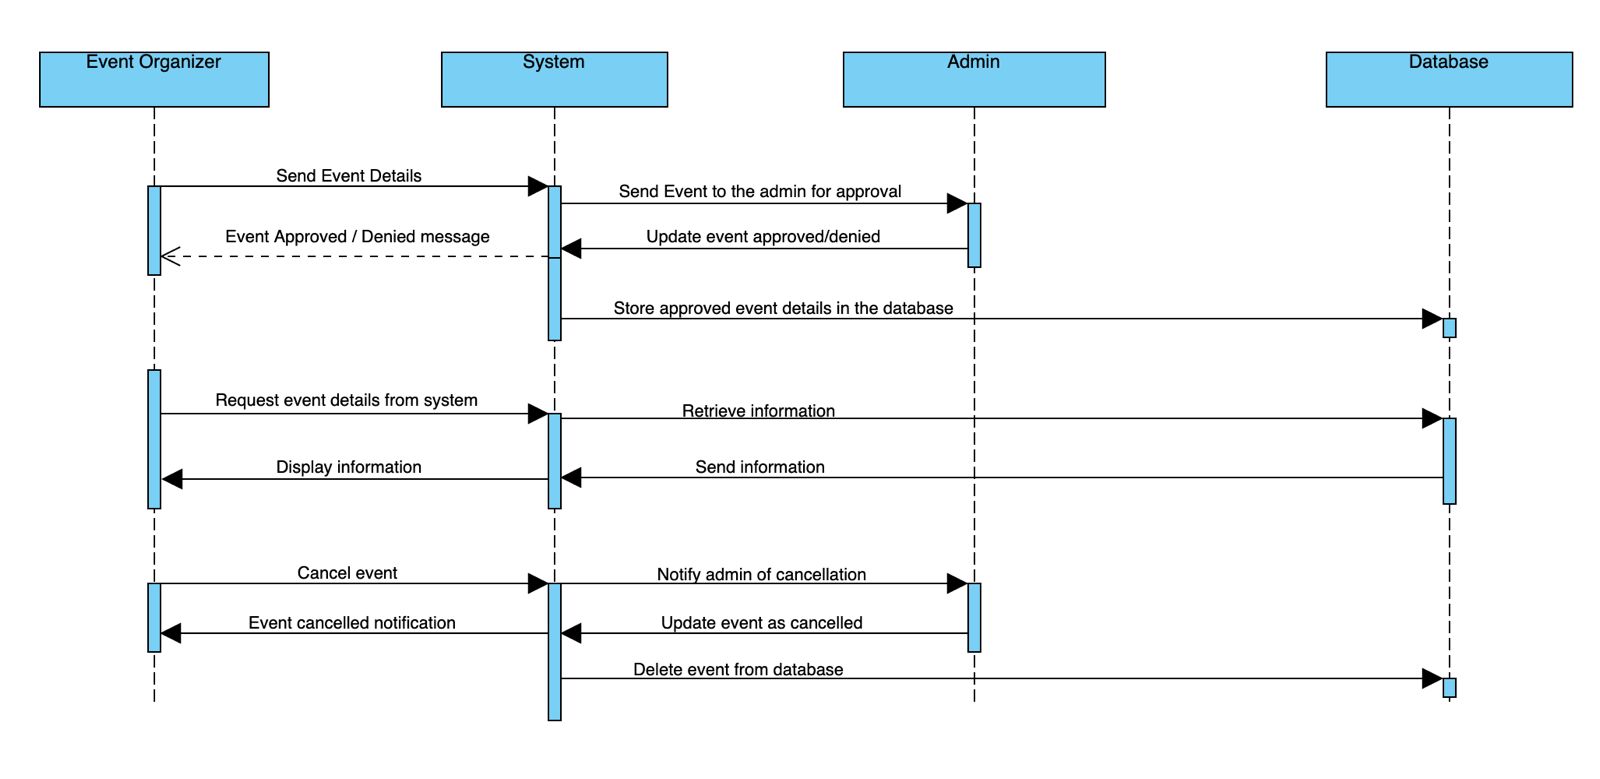 Event Organizer
System
Admin
Database
Send Event Details
Send Event to the admin for approval
Event Approved / Denied message
Update event approved/denied
Store approved event details in the database
Request event details from system
Retrieve information
Display information
Send information
Cancel event
Notify admin of cancellation
Event cancelled notification
Update event as cancelled
Delete event from database